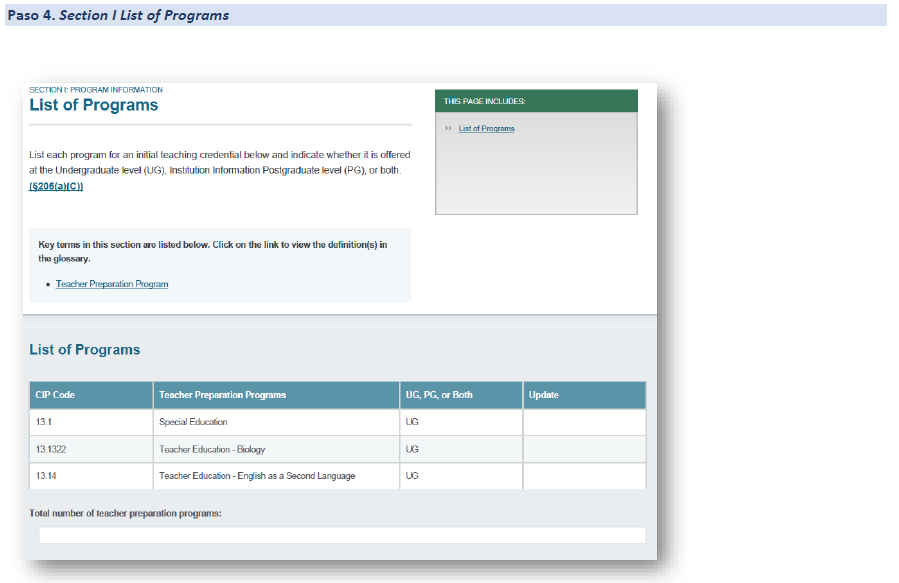 Paso 4. Section I List of Programs
SECTION I: PROGRAM INFORMATION
List of Programs
THIS PAGE INCLUDES:
>> List of Programs
List each program for an initial teaching credential below and indicate whether it is offered
at the Undergraduate level (UG), Institution Information Postgraduate level (PG), or both.
(§205(a)(C))
Key terms in this section are listed below. Click on the link to view the definition(s) in
the glossary.
• Teacher Preparation Program
List of Programs
CIP Code Teacher Preparation Programs UG, PG, or Both Update
13.1 Special Education UG
13.1322 Teacher Education - Biology UG
13.14 Teacher Education - English as a Second Language UG
Total number of teacher preparation programs: